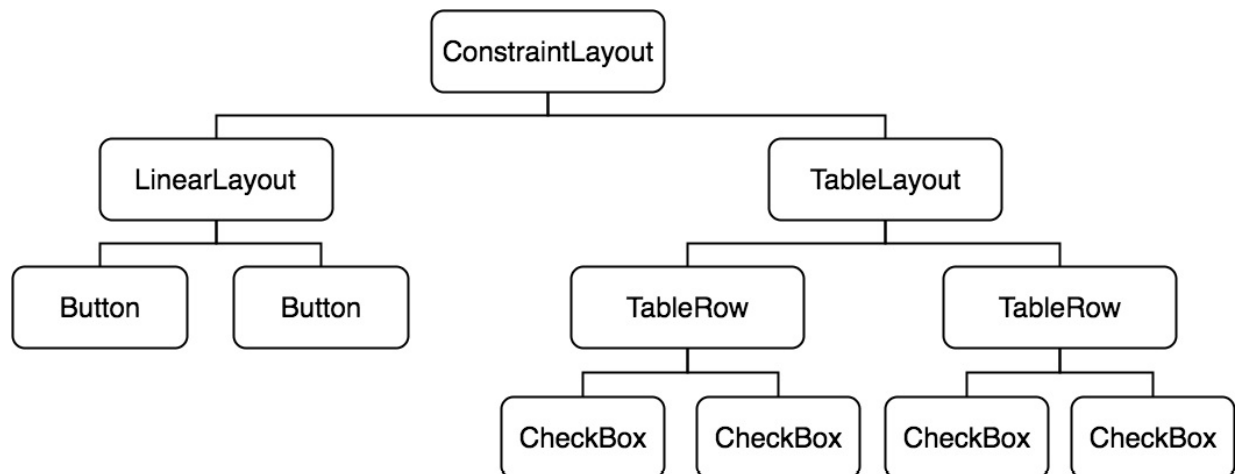 ConstraintLayout
LinearLayout
TableLayout
Button
Button
TableRow
TableRow
CheckBox
CheckBox
CheckBox
CheckBox